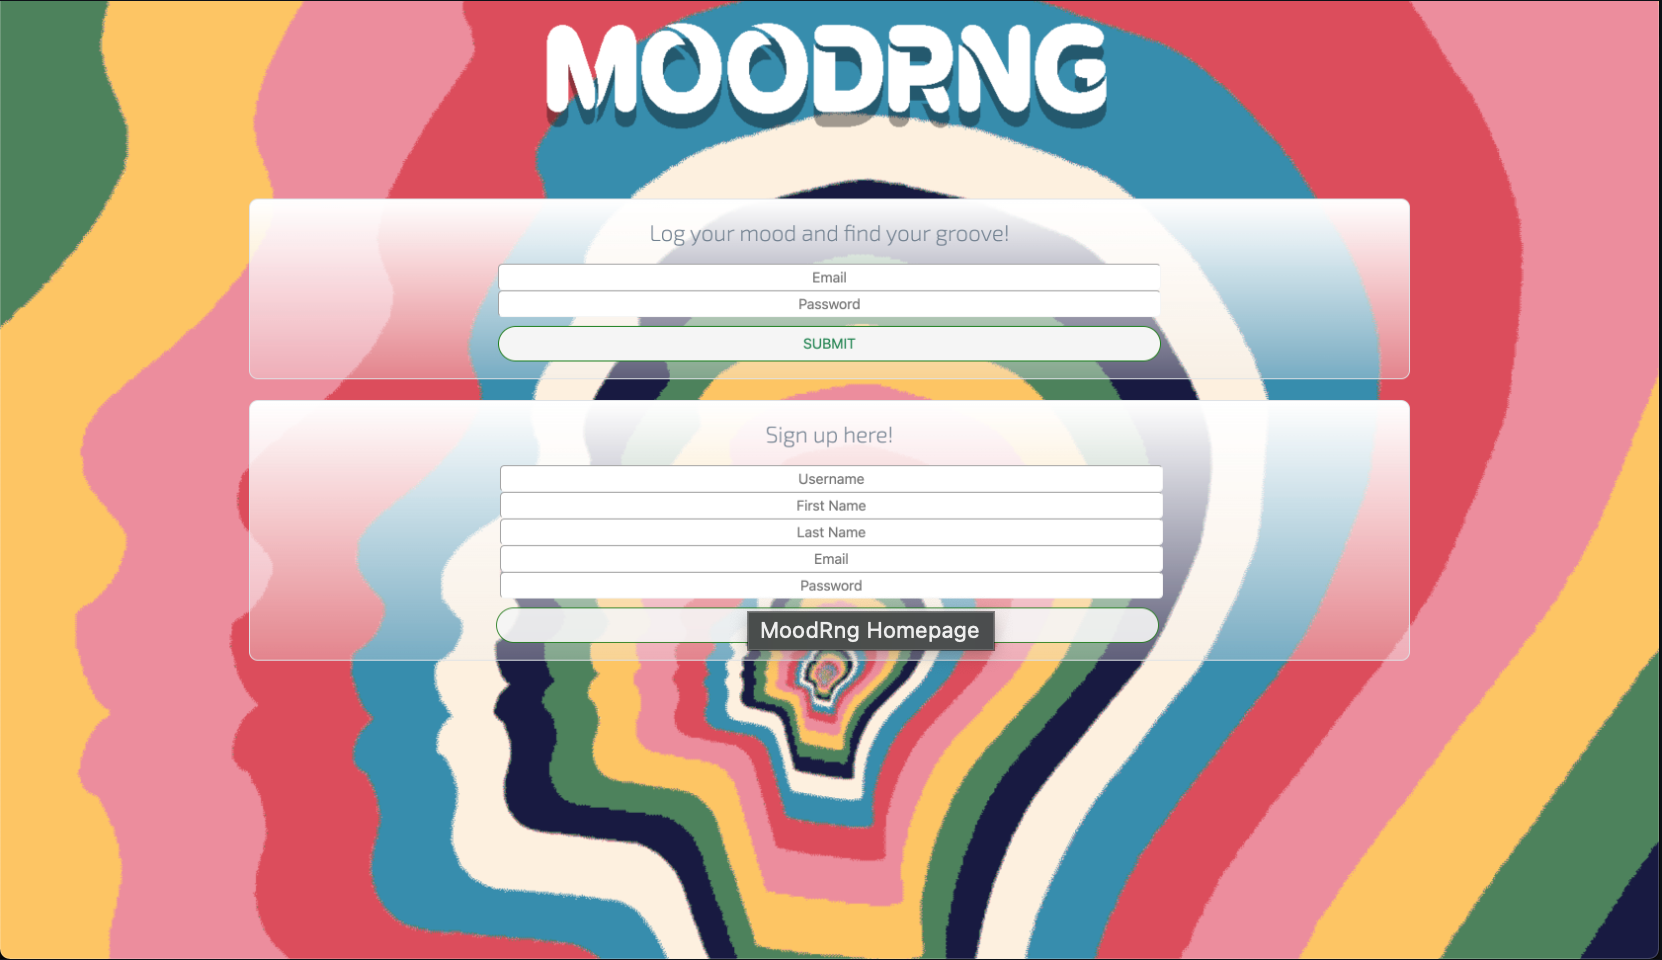 MOODRNG
Log your mood and find your groove!
Email
Password
SUBMIT
Sign up here!
Username
First Name
Last Name
Email
Password
MoodRng Homepage